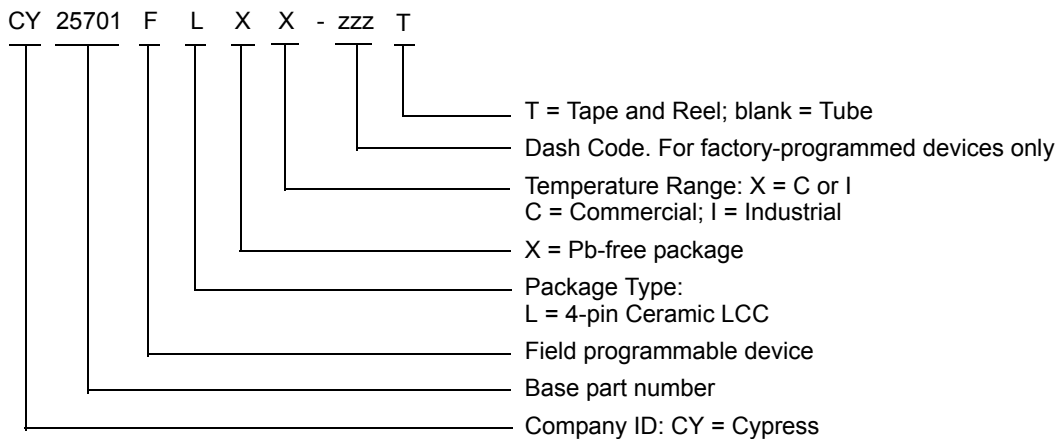 CY 25701 F L X X - zzz T
T = Tape and Reel; blank = Tube
Dash Code. For factory-programmed devices only
Temperature Range: X = C or I
C = Commercial; I = Industrial
X = Pb-free package
Package Type:
L = 4-pin Ceramic LCC
Field programmable device
Base part number
Company ID: CY = Cypress